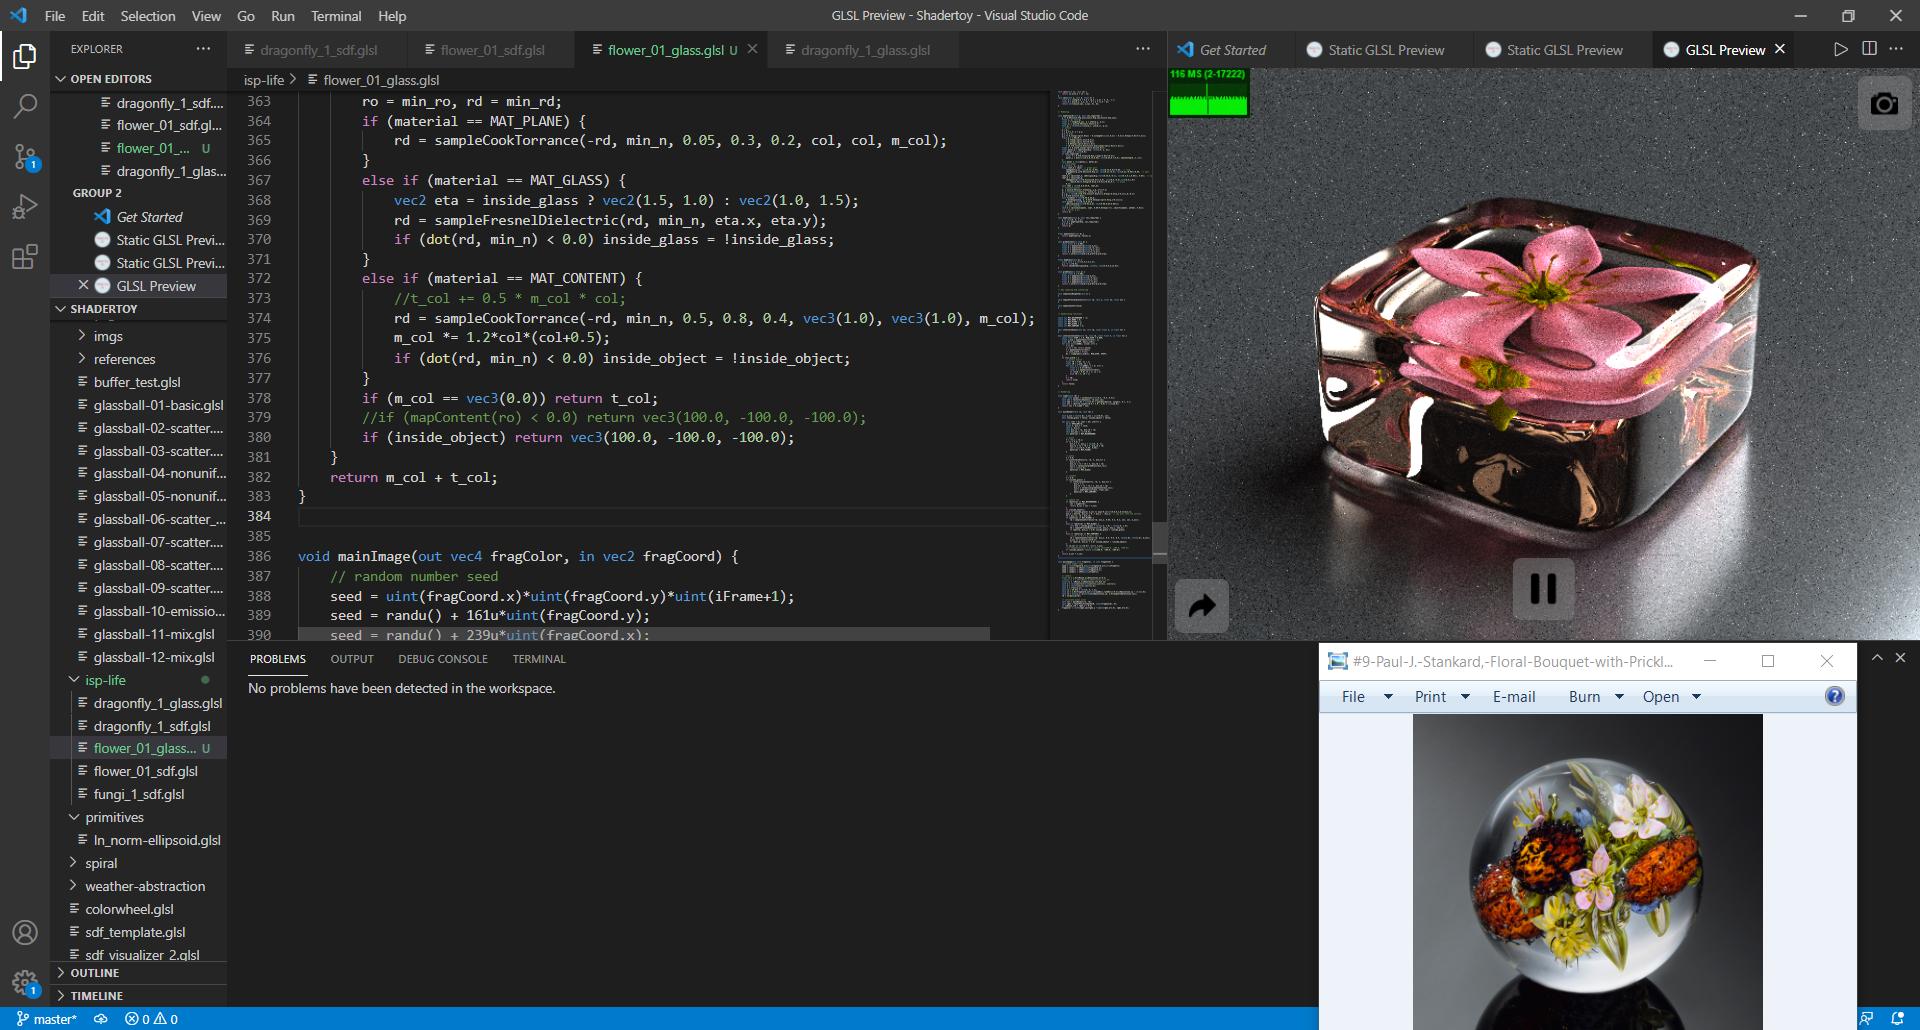 File Edit Selection View Go Run Terminal Help
GLSL Preview - Shadertoy - Visual Studio Code
EXPLORER
OPEN EDITORS
dragonfly_1_sdf....
flower_01_sdf.gl...
flower_01_... U
dragonfly_1_glas...
GROUP 2
Get Started
Static GLSL Previ...
Static GLSL Previ...
GLSL Preview
SHADERTOY
imgs
references
buffer_test.glsl
glassball-01-basic.glsl
glassball-02-scatter....
glassball-03-scatter....
glassball-04-nonunif...
glassball-05-nonunif...
glassball-06-scatter_...
glassball-07-scatter....
glassball-08-scatter....
glassball-09-scatter....
glassball-10-emissio...
glassball-11-mix.glsl
glassball-12-mix.glsl
isp-life
dragonfly_1_glass.glsl
dragonfly_1_sdf.glsl
flower_01_glass... U
flower_01_sdf.glsl
fungi_1_sdf.glsl
primitives
ln_norm-ellipsoid.glsl
spiral
weather-abstraction
colorwheel.glsl
sdf_template.glsl
sdf_visualizer_2.glsl
OUTLINE
TIMELINE
dragonfly_1_sdf.glsl
flower_01_sdf.glsl
flower_01_glass.glsl U
dragonfly_1_glass.glsl
isp-life > flower_01_glass.glsl
363 ro = min_ro, rd = min_rd;
364 if (material == MAT_PLANE) {
365 rd = sampleCookTorrance(-rd, min_n, 0.05, 0.3, 0.2, col, col, m_col);
366 }
367 else if (material == MAT_GLASS) {
368 vec2 eta = inside_glass ? vec2(1.5, 1.0) : vec2(1.0, 1.5);
369 rd = sampleFresnelDielectric(rd, min_n, eta.x, eta.y);
370 if (dot(rd, min_n) < 0.0) inside_glass = !inside_glass;
371 }
372 else if (material == MAT_CONTENT) {
373 //t_col += 0.5 * m_col * col;
374 rd = sampleCookTorrance(-rd, min_n, 0.5, 0.8, 0.4, vec3(1.0), vec3(1.0), m_col);
375 m_col *= 1.2*col*(col+0.5);
376 if (dot(rd, min_n) < 0.0) inside_object = !inside_object;
377 }
378 if (m_col == vec3(0.0)) return t_col;
379 //if (mapContent(ro) < 0.0) return vec3(100.0, -100.0, -100.0);
380 if (inside_object) return vec3(100.0, -100.0, -100.0);
381 }
382 return m_col + t_col;
383 }
384
385
386 void mainImage(out vec4 fragColor, in vec2 fragCoord) {
387 // random number seed
388 seed = uint(fragCoord.x)*uint(fragCoord.y)*uint(iFrame+1);
389 seed = randu() + 161u*uint(fragCoord.y);
390 seed = randu() + 239u*uint(fragCoord.x);
PROBLEMS OUTPUT DEBUG CONSOLE TERMINAL
No problems have been detected in the workspace.
Get Started
Static GLSL Preview
Static GLSL Preview
GLSL Preview
116 MS (2-17222)
#9-Paul-J.-Stankard,-Floral-Bouquet-with-Prickl...
File Print E-mail Burn Open
1
1
master* 0 0